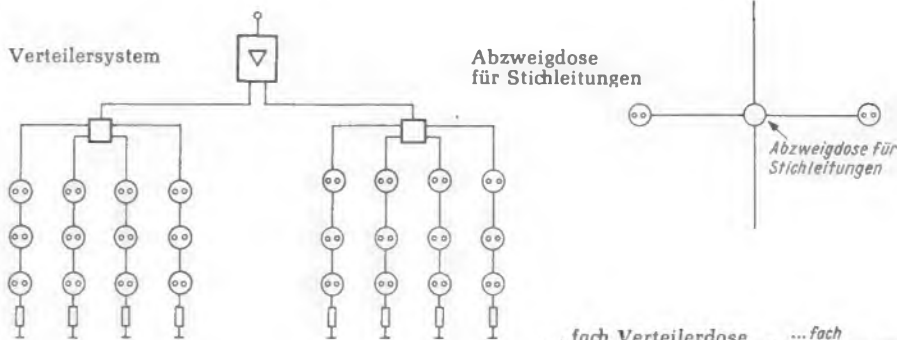 Verteilersystem
Abzweigdose
für Stichleitungen
Abzweigdose für
Stichleitungen
...fach
fach Verteilerdose